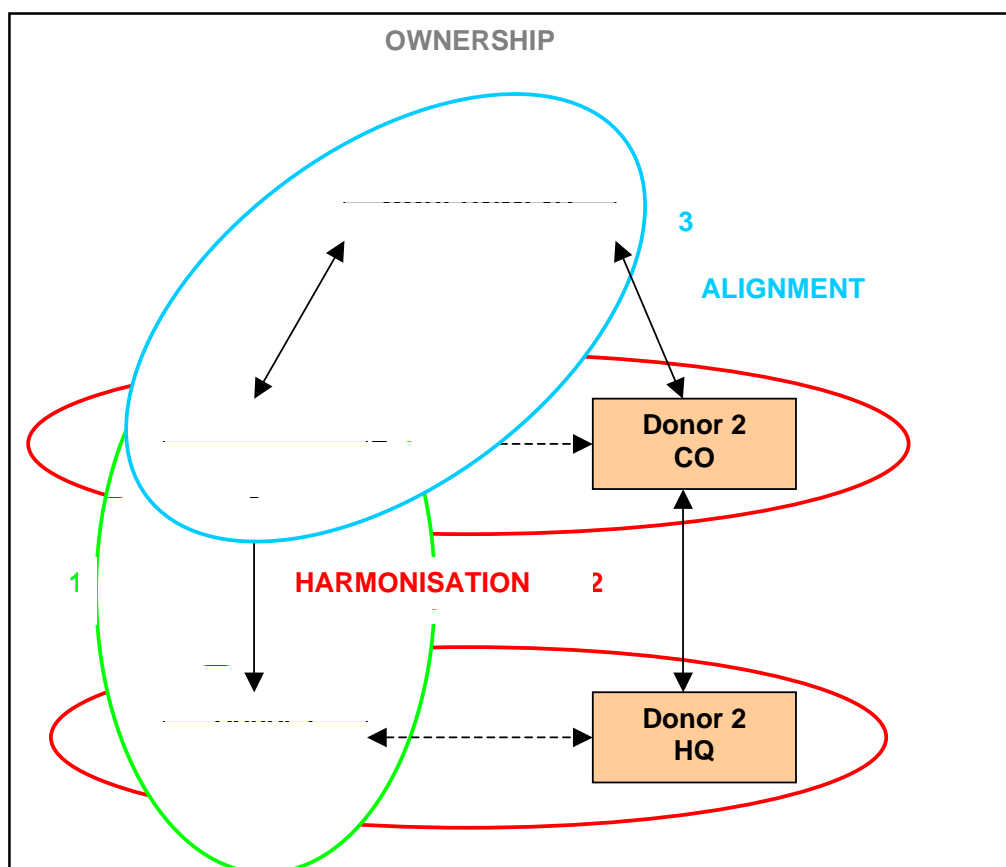 OWNERSHIP
3
ALIGNMENT
Donor 2
CO
1
HARMONISATION 2
Donor 2
HQ